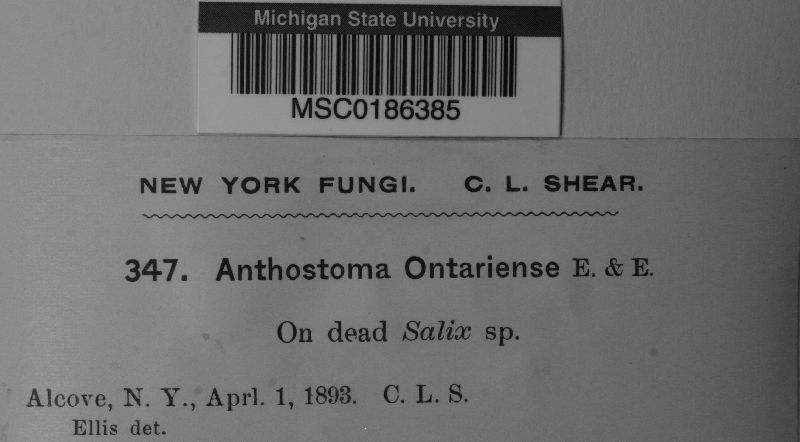 Michigan State University
MSC0186385
NEW YORK FUNGI. C. L. SHEAR.
347. Anthostoma Ontariense E. & E.
On dead Salix sp.
Alcove, N. Y., Aprl. 1, 1893. C. L. S.
Ellis det.